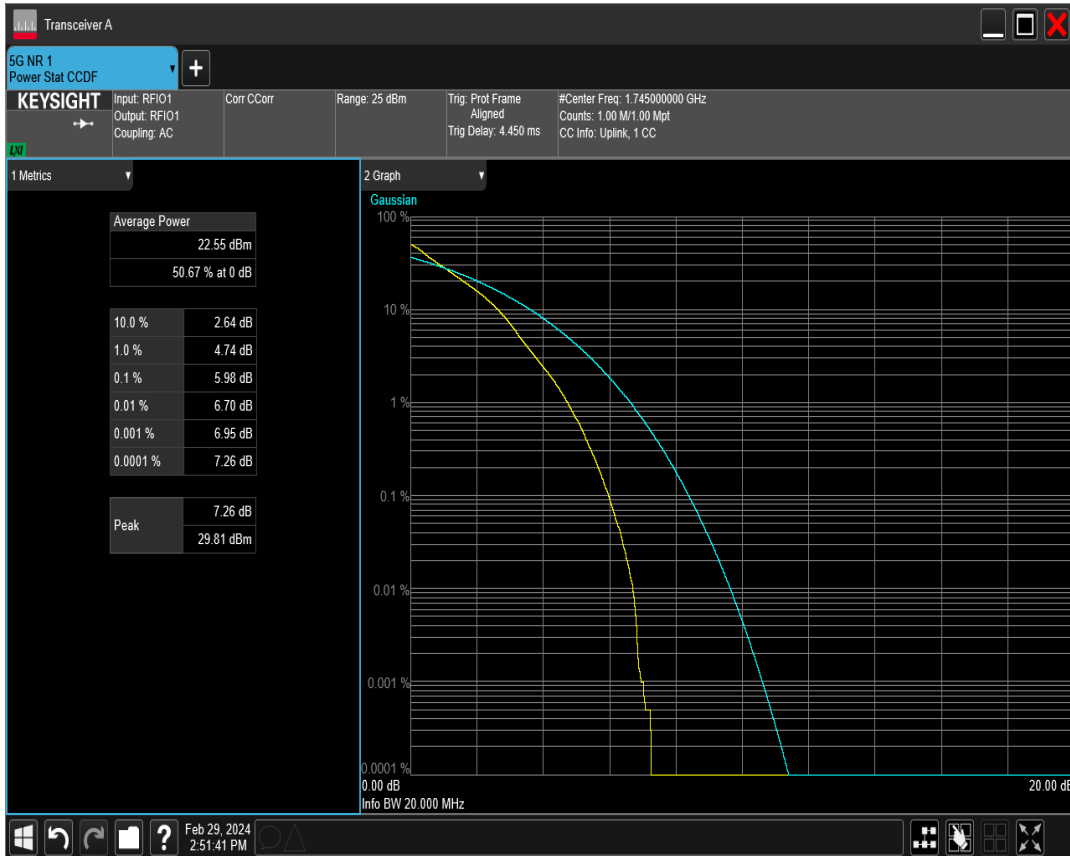 Transceiver A
5G NR 1
Power Stat CCDF
KEYSIGHT
LXI
Input: RFIO1
Output: RFIO1
Coupling: AC
Corr CCorr
Range: 25 dBm
Trig: Prot Frame
Aligned
Trig Delay: 4.450 ms
#Center Freq: 1.745000000 GHz
Counts: 1.00 M/1.00 Mpt
CC Info: Uplink, 1 CC
1 Metrics
Average Power
22.55 dBm
50.67 % at 0 dB
10.0 % 2.64 dB
1.0 % 4.74 dB
0.1 % 5.98 dB
0.01 % 6.70 dB
0.001 % 6.95 dB
0.0001 % 7.26 dB
Peak 7.26 dB
29.81 dBm
2 Graph
Gaussian
100 %
10 %
1 %
0.1 %
0.01 %
0.001 %
0.0001 %
0.00 dB 20.00 dB
Info BW 20.000 MHz
? Feb 29, 2024
2:51:41 PM